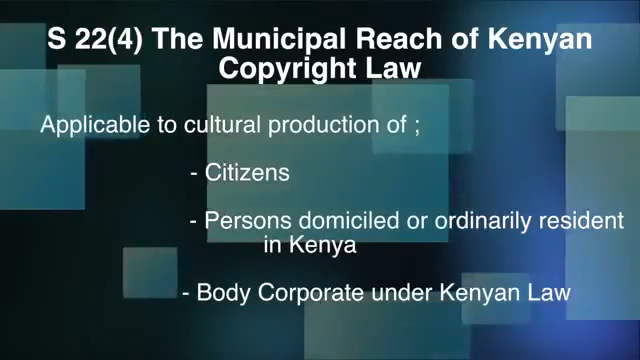 S 22(4) The Municipal Reach of Kenyan
Copyright Law
Applicable to cultural production of ;
- Citizens
- Persons domiciled or ordinarily resident
in Kenya
- Body Corporate under Kenyan Law